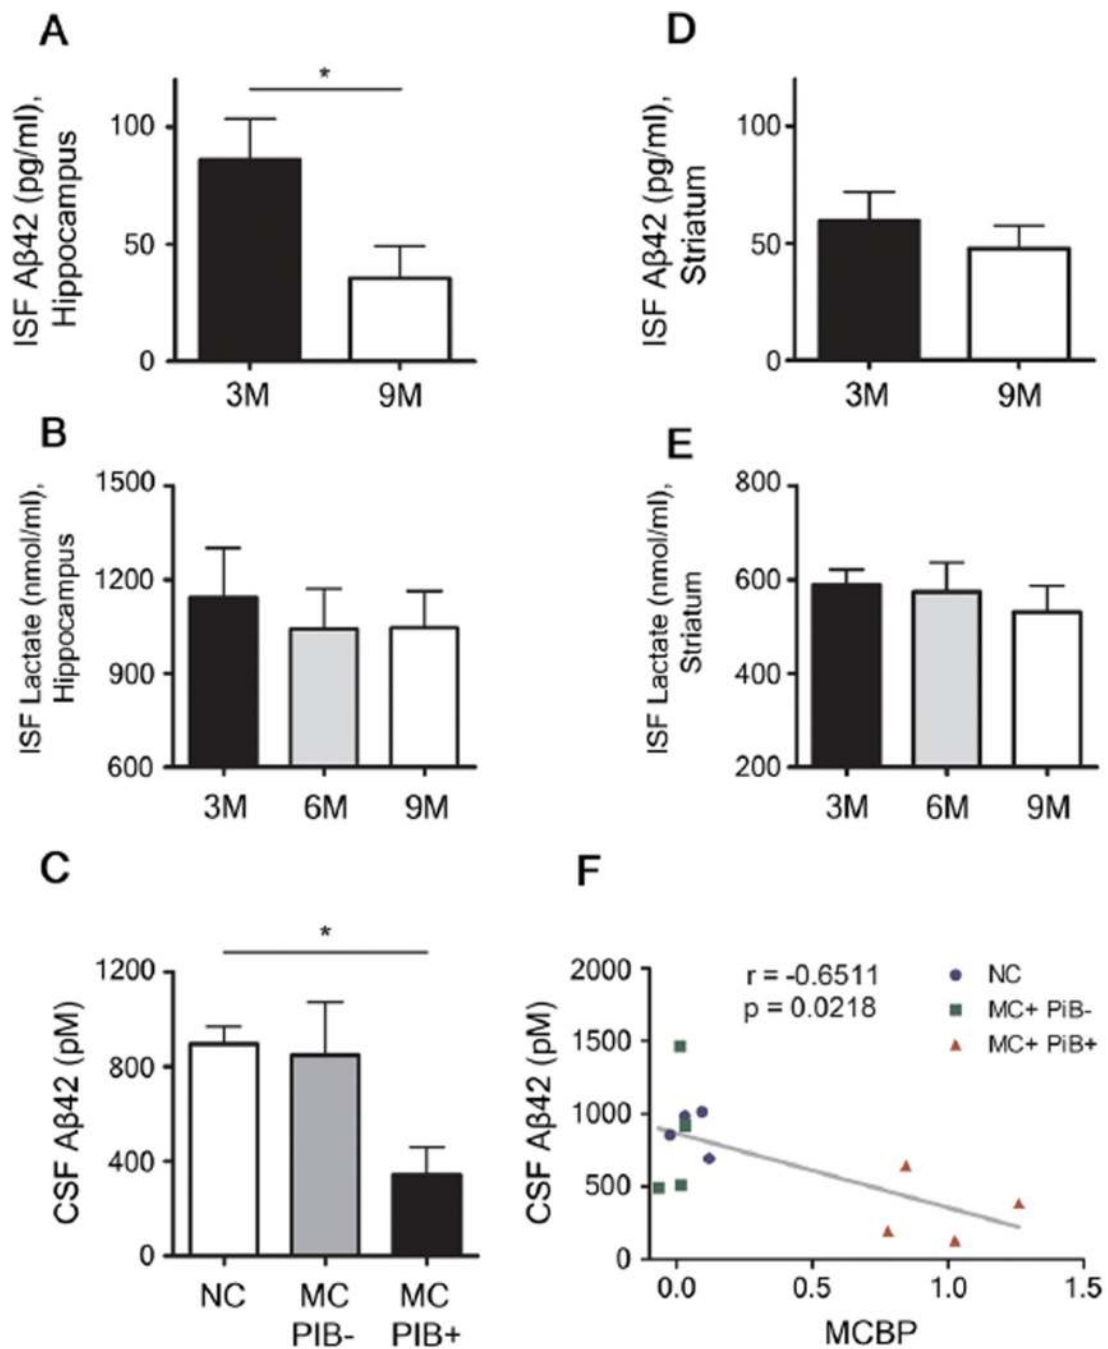 A
ISF Aβ42 (pg/ml),
Hippocampus
100
50
0
*
3M
9M
D
ISF Aβ42 (pg/ml),
Striatum
100
50
0
3M
9M
B
ISF Lactate (nmol/ml),
Hippocampus
1500
1200
900
600
3M
6M
9M
E
ISF Lactate (nmol/ml),
Striatum
800
600
400
200
3M
6M
9M
C
CSF Aβ42 (pM)
1200
800
400
0
*
NC
MC
PIB-
MC
PIB+
F
CSF Aβ42 (pM)
2000
1500
1000
500
0
r = -0.6511
p = 0.0218
NC
MC+ PiB-
MC+ PiB+
0.0
0.5
1.0
1.5
MCBP